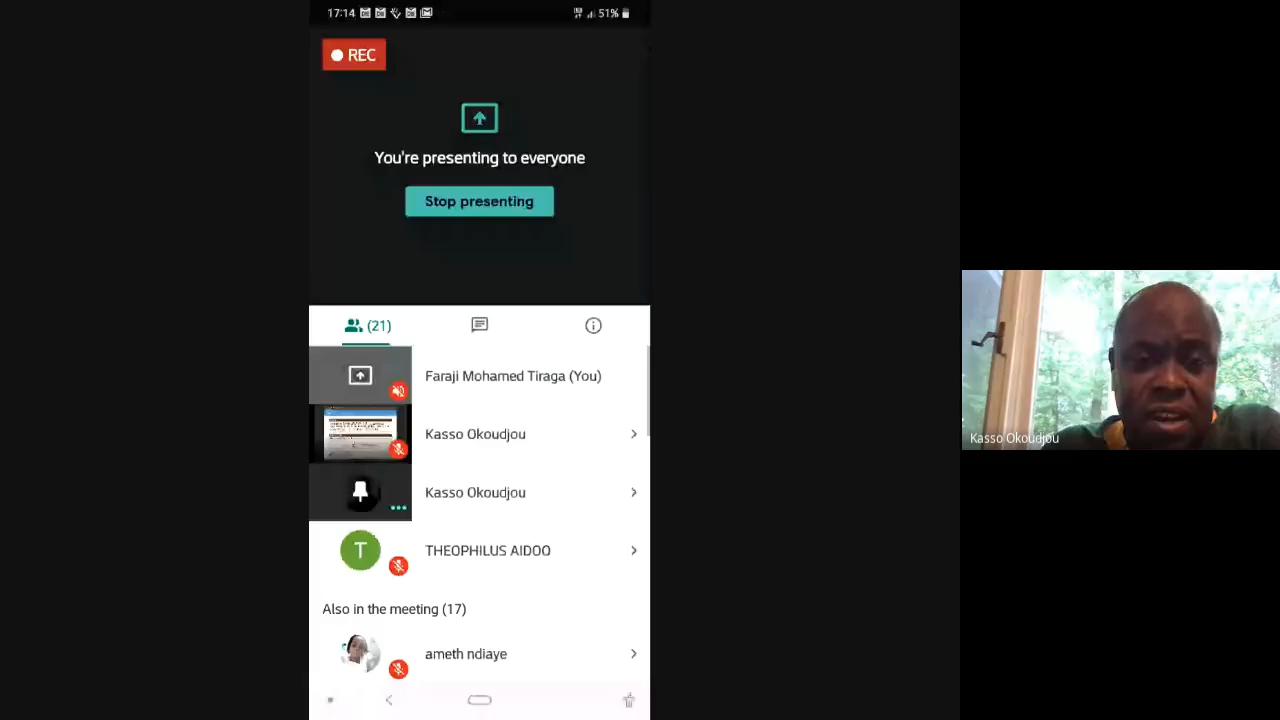 17:14
51%
REC
You're presenting to everyone
Stop presenting
(21)
Faraji Mohamed Tiraga (You)
Kasso Okoudjou
Kasso Okoudjou
T
THEOPHILUS AIDOO
Also in the meeting (17)
ameth ndiaye
Kasso Okoudjou